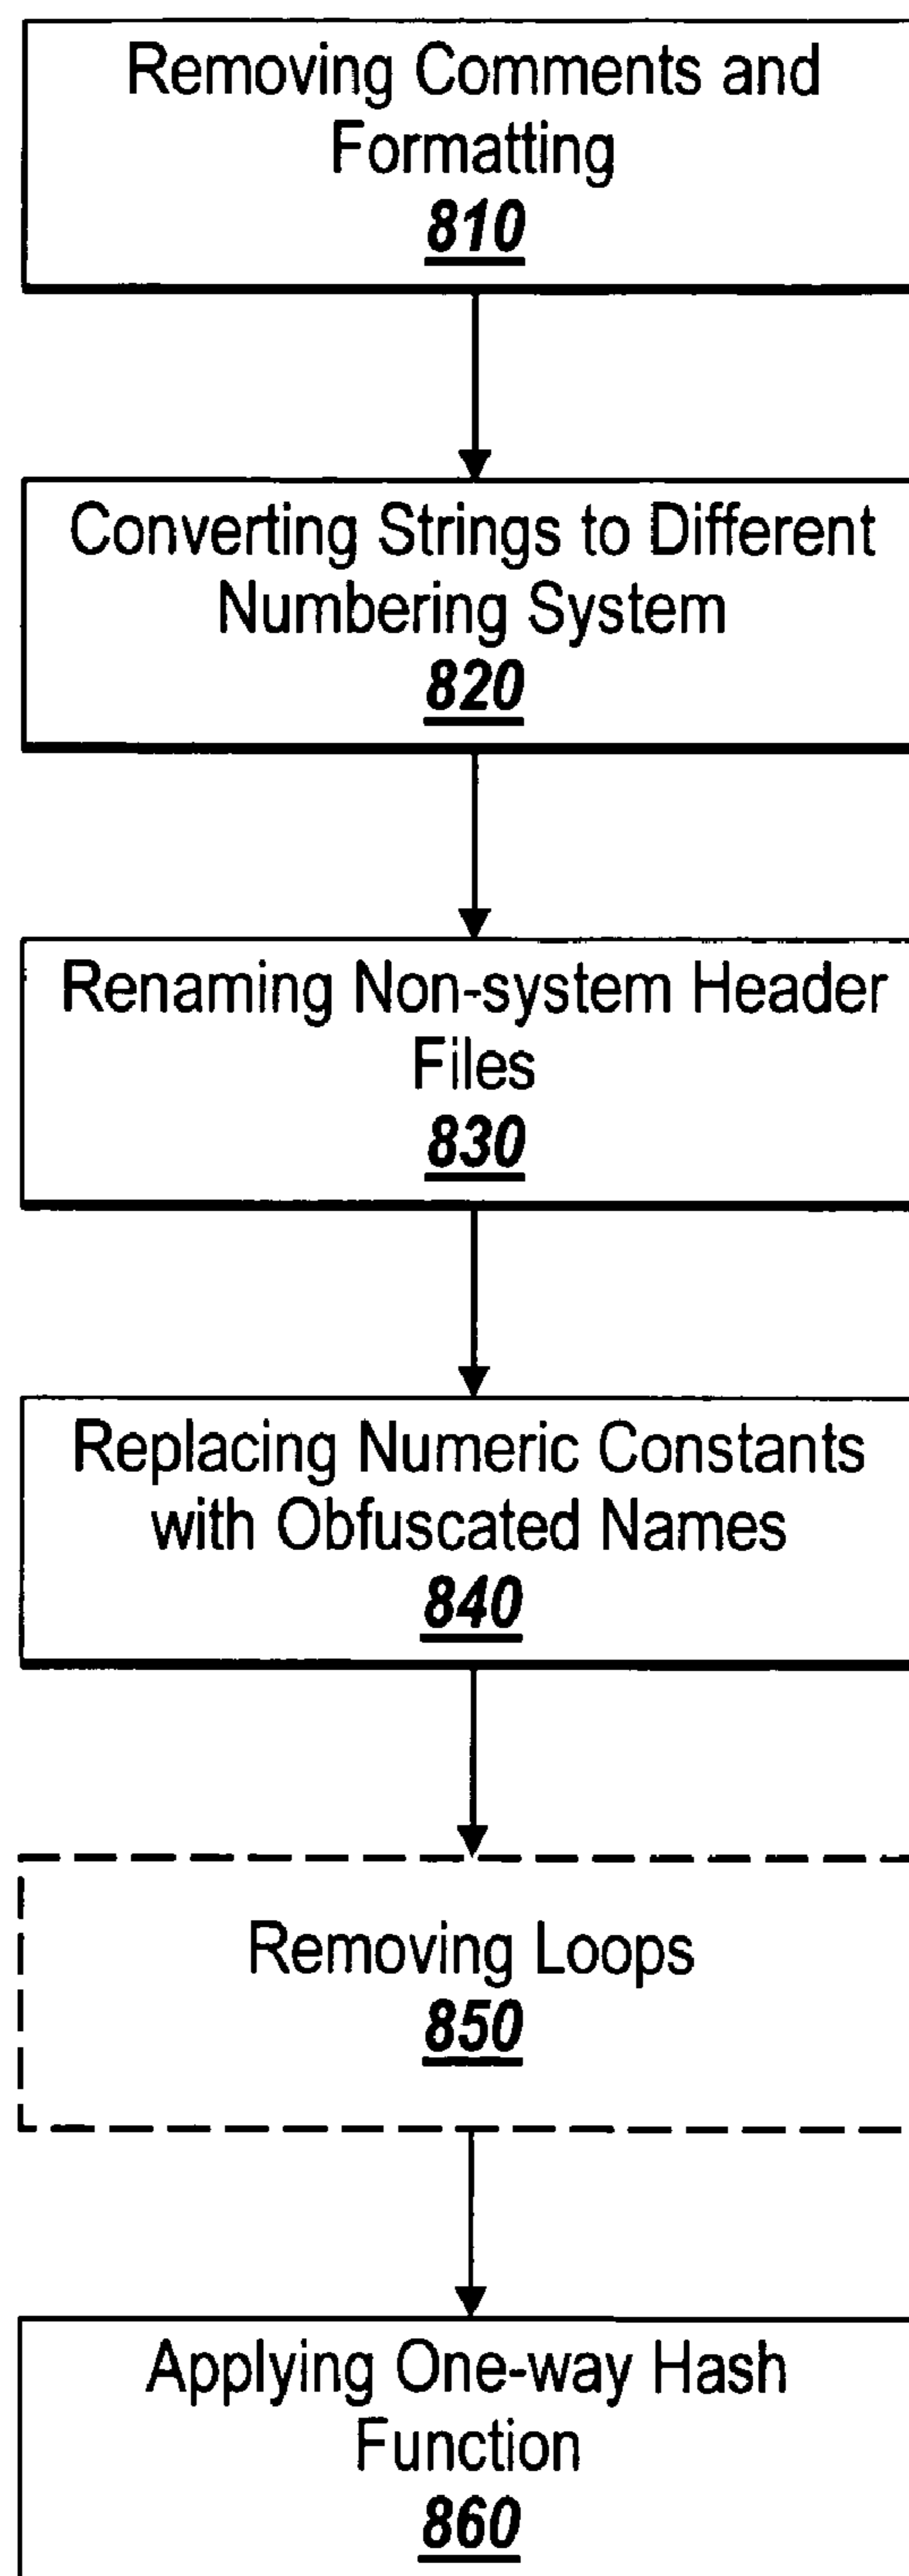 Removing Comments and
Formatting
810
Converting Strings to Different
Numbering System
820
Renaming Non-system Header
Files
830
Replacing Numeric Constants
with Obfuscated Names
840
Removing Loops
850
Applying One-way Hash
Function
860